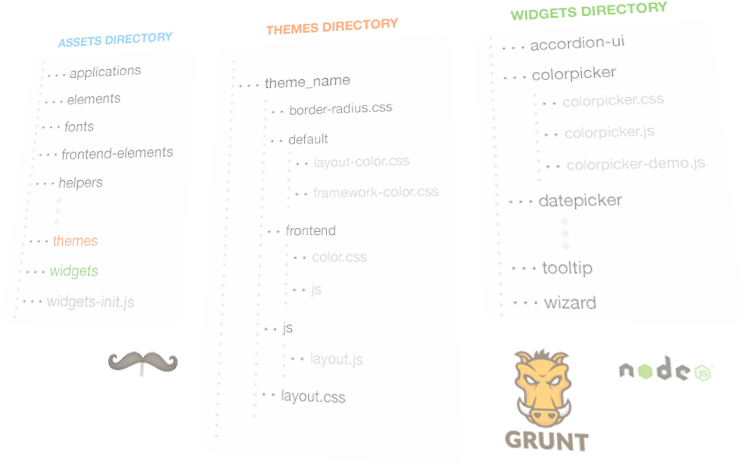 ASSETS DIRECTORY
applications
elements
fonts
frontend-elements
helpers
themes
widgets
widgets-init.js
THEMES DIRECTORY
theme_name
border-radius.css
default
layout-color.css
framework-color.css
frontend
color.css
js
js
layout.js
layout.css
WIDGETS DIRECTORY
accordion-ui
colorpicker
colorpicker.css
colorpicker.js
colorpicker-demo.js
datepicker
tooltip
wizard
GRUNT
node
JS